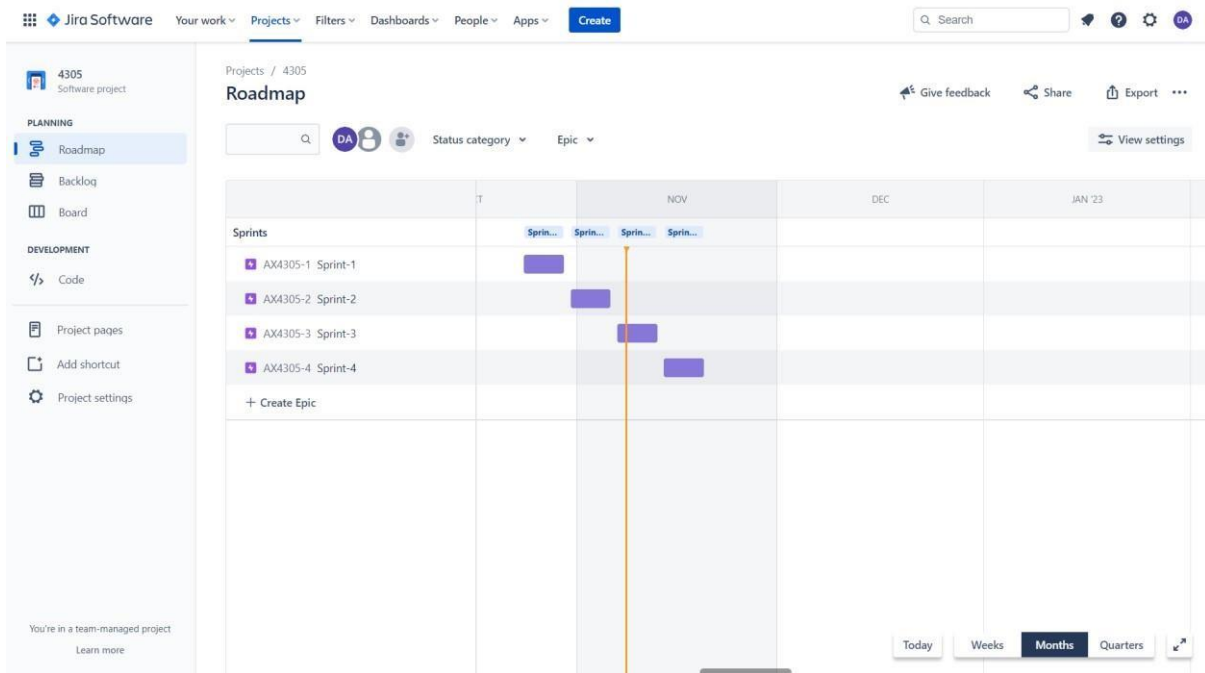 Jira Software Your work Projects Filters Dashboards People Apps Create Search DA
4305
Software project
PLANNING
Roadmap
Backlog
Board
DEVELOPMENT
Code
Project pages
Add shortcut
Project settings
You're in a team-managed project
Learn more
Projects / 4305
Roadmap
Give feedback Share Export
DA Status category Epic View settings
NOV DEC JAN '23
Sprints Sprin... Sprin... Sprin... Sprin...
AX4305-1 Sprint-1
AX4305-2 Sprint-2
AX4305-3 Sprint-3
AX4305-4 Sprint-4
+ Create Epic
Today Weeks Months Quarters